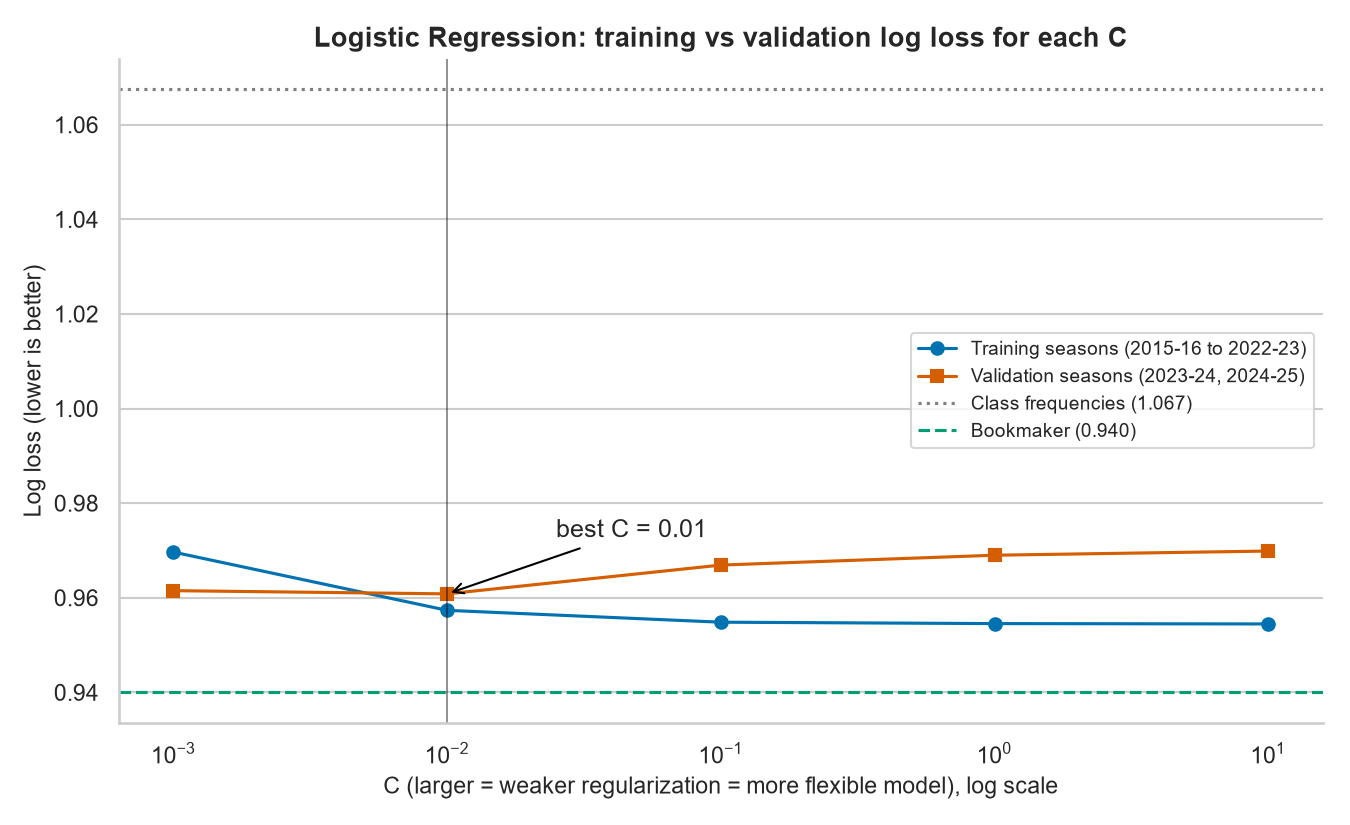 Logistic Regression: training vs validation log loss for each C
Log loss (lower is better)
1.06
1.04
1.02
1.00
0.98
0.96
0.94
Training seasons (2015-16 to 2022-23)
Validation seasons (2023-24, 2024-25)
Class frequencies (1.067)
Bookmaker (0.940)
best C = 0.01
10⁻³ 10⁻² 10⁻¹ 10⁰ 10¹
C (larger = weaker regularization = more flexible model), log scale